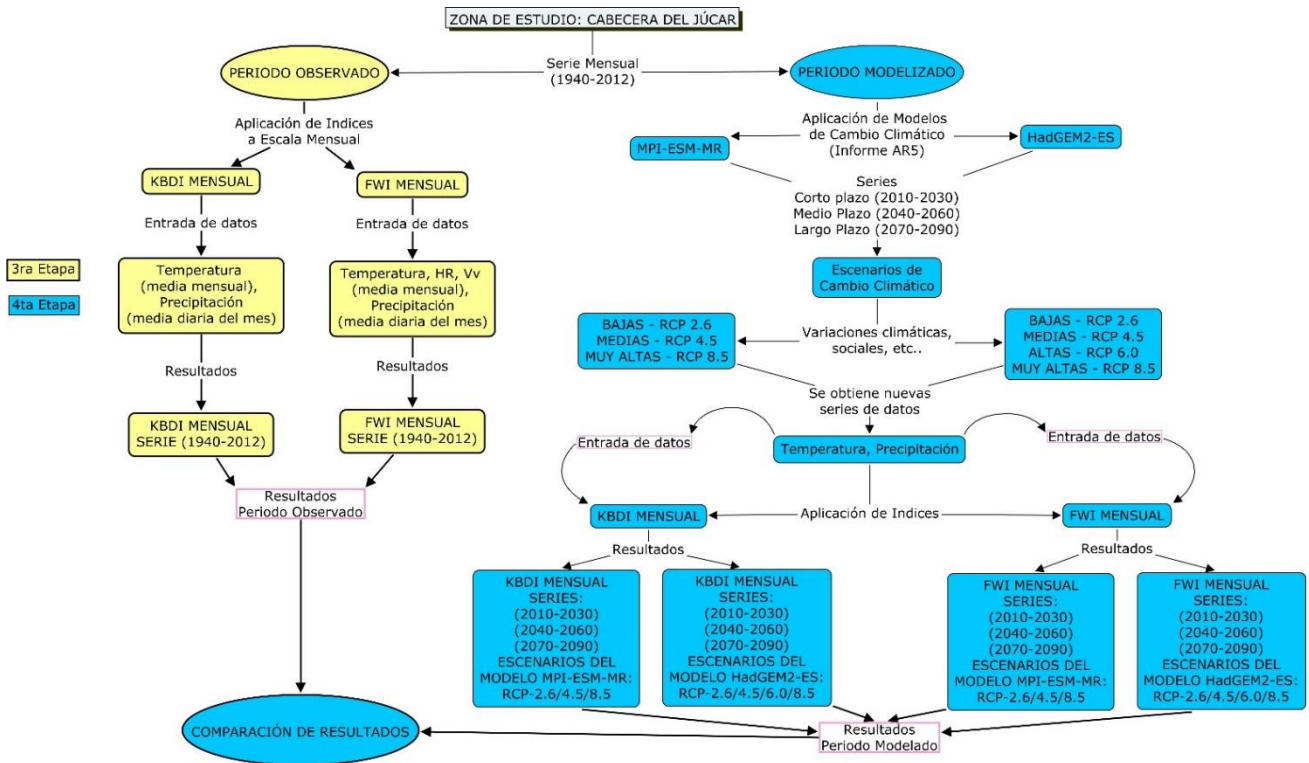 ZONA DE ESTUDIO: CABECERA DEL JÚCAR
PERIODO OBSERVADO
Serie Mensual
(1940-2012)
PERIODO MODELIZADO
Aplicación de Indices
a Escala Mensual
Aplicación de Modelos
de Cambio Climático
(Informe AR5)
MPI-ESM-MR
HadGEM2-ES
KBDI MENSUAL
FWI MENSUAL
Series
Corto plazo (2010-2030)
Medio Plazo (2040-2060)
Largo Plazo (2070-2090)
Entrada de datos
Entrada de datos
3ra Etapa
4ta Etapa
Temperatura
(media mensual),
Precipitación
(media diaria del mes)
Temperatura, HR, Vv
(media mensual),
Precipitación
(media diaria del mes)
Escenarios de
Cambio Climático
BAJAS - RCP 2.6
MEDIAS - RCP 4.5
MUY ALTAS - RCP 8.5
Variaciones climáticas,
sociales, etc..
BAJAS - RCP 2.6
MEDIAS - RCP 4.5
ALTAS - RCP 6.0
MUY ALTAS - RCP 8.5
Resultados
Resultados
Se obtiene nuevas
series de datos
KBDI MENSUAL
SERIE (1940-2012)
FWI MENSUAL
SERIE (1940-2012)
Entrada de datos
Temperatura, Precipitación
Entrada de datos
Resultados
Periodo Observado
KBDI MENSUAL
Aplicación de Indices
FWI MENSUAL
Resultados
Resultados
KBDI MENSUAL
SERIES:
(2010-2030)
(2040-2060)
(2070-2090)
ESCENARIOS DEL
MODELO MPI-ESM-MR:
RCP-2.6/4.5/8.5
KBDI MENSUAL
SERIES:
(2010-2030)
(2040-2060)
(2070-2090)
ESCENARIOS DEL
MODELO HadGEM2-ES:
RCP-2.6/4.5/6.0/8.5
FWI MENSUAL
SERIES:
(2010-2030)
(2040-2060)
(2070-2090)
ESCENARIOS DEL
MODELO MPI-ESM-MR:
RCP-2.6/4.5/8.5
FWI MENSUAL
SERIES:
(2010-2030)
(2040-2060)
(2070-2090)
ESCENARIOS DEL
MODELO HadGEM2-ES:
RCP-2.6/4.5/6.0/8.5
COMPARACIÓN DE RESULTADOS
Resultados
Periodo Modelado